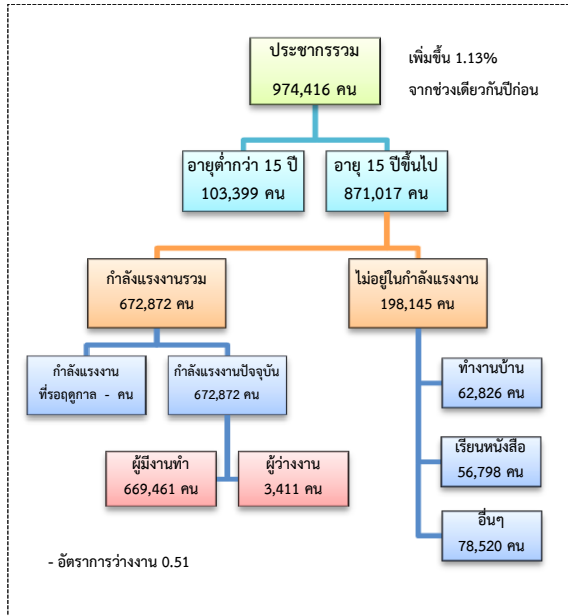 ประชากรรวม
974,416 คน
เพิ่มขึ้น 1.13%
จากช่วงเดียวกันปีก่อน
อายุต่ำกว่า 15 ปี
103,399 คน
อายุ 15 ปีขึ้นไป
871,017 คน
กำลังแรงงานรวม
672,872 คน
ไม่อยู่ในกำลังแรงงาน
198,145 คน
กำลังแรงงาน
ที่รอฤดูกาล - คน
กำลังแรงงานปัจจุบัน
672,872 คน
ทำงานบ้าน
62,826 คน
ผู้มีงานทำ
669,461 คน
ผู้ว่างงาน
3,411 คน
เรียนหนังสือ
56,798 คน
อื่นๆ
78,520 คน
- อัตราการว่างงาน 0.51